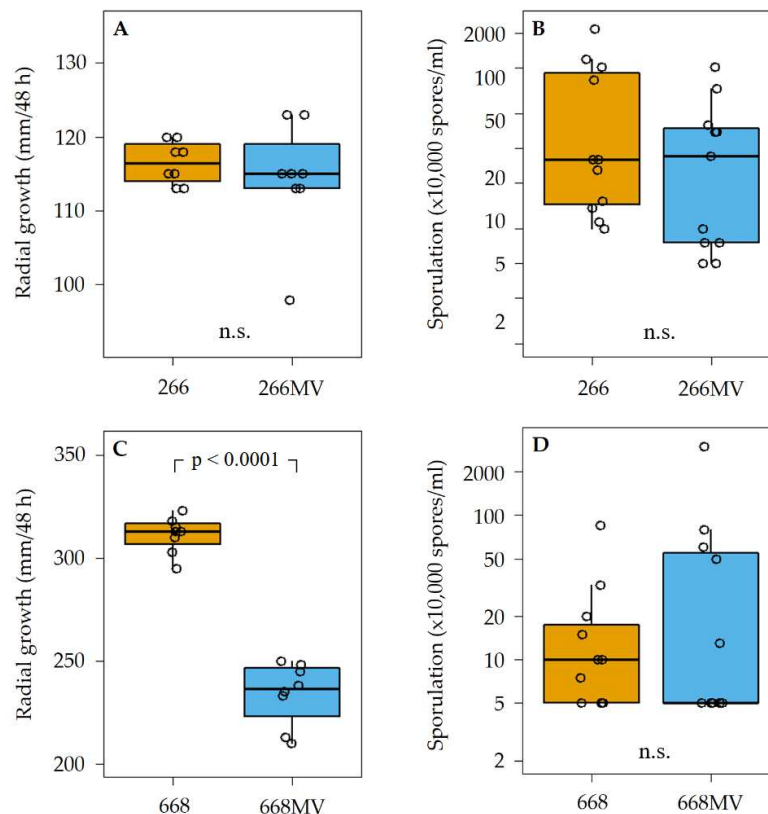 A
Radial growth (mm/48 h)
130
120
110
100
n.s.
266
266MV
B
Sporulation (x10,000 spores/ml)
2000
100
50
20
10
5
2
n.s.
266
266MV
C
Radial growth (mm/48 h)
350
300
250
200
p < 0.0001
668
668MV
D
Sporulation (x10,000 spores/ml)
2000
100
50
20
10
5
2
n.s.
668
668MV